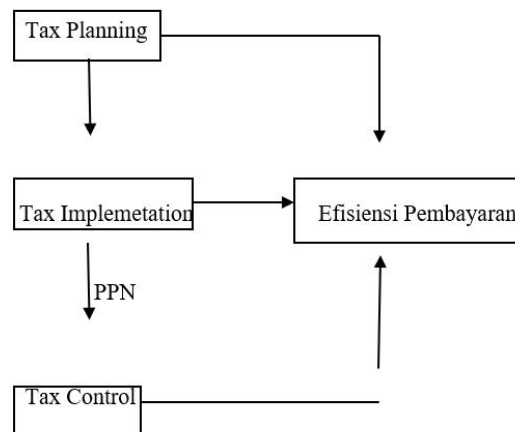 Tax Planning
Tax Implemetation
Efisiensi Pembayaran
PPN
Tax Control